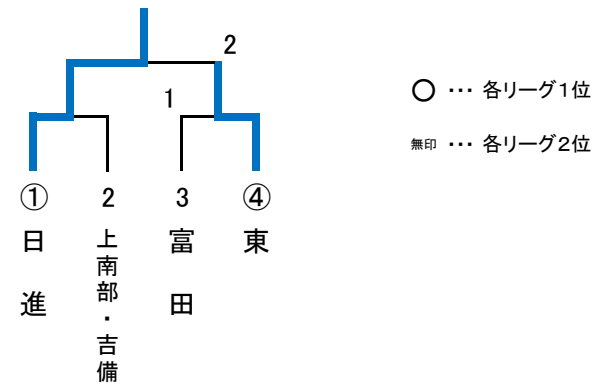 2
1
○ ・・・ 各リーグ１位
無印 ・・・ 各リーグ２位
① 2 3 ④
日進
上南部・吉備
富田
東